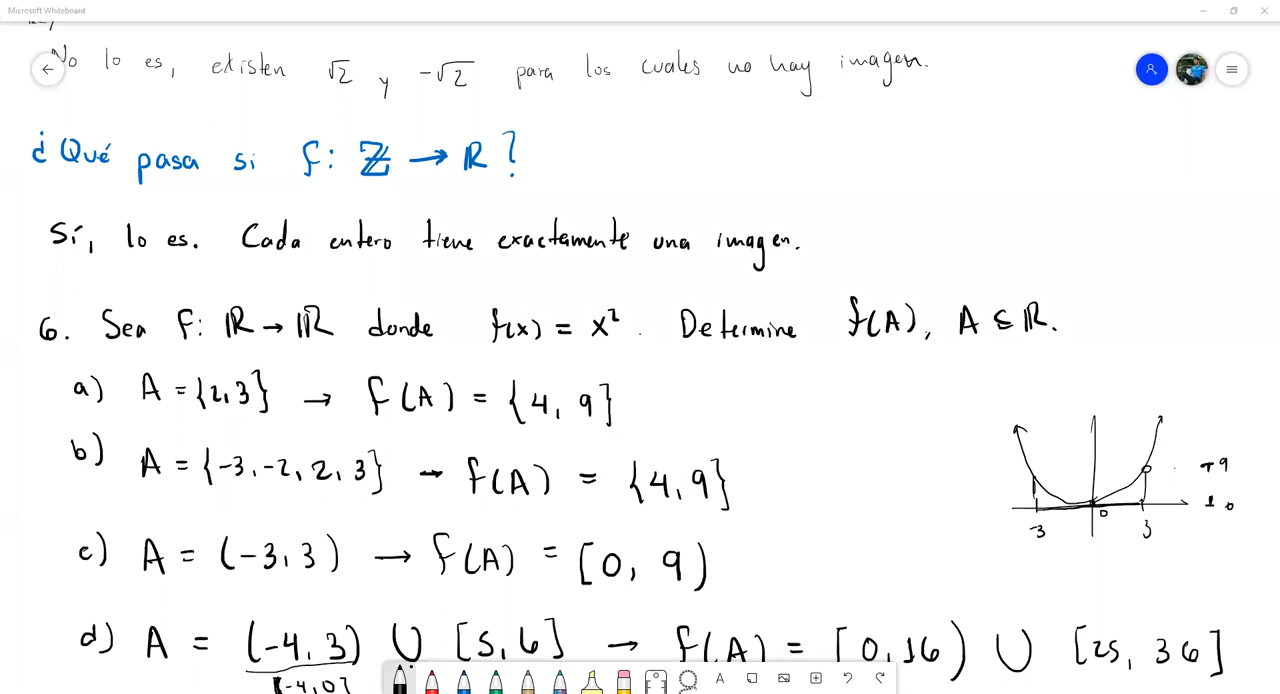 Microsoft Whiteboard
No lo es, existen √2 y -√2 para los cuales no hay imagen.
¿Qué pasa si f: ℤ → ℝ?
Sí, lo es. Cada entero tiene exactamente una imagen.
6. Sea f: ℝ → ℝ donde f(x) = x². Determine f(A), A ⊆ ℝ.
a) A = {2,3} → f(A) = {4, 9}
b) A = {-3, -2, 2, 3} → f(A) = {4, 9}
c) A = (-3, 3) → f(A) = [0, 9)
9
0
-3 0 3
d) A = (-4, 3) ∪ [5, 6] → f(A) = [0, 16) ∪ [25, 36]
[-4,0]